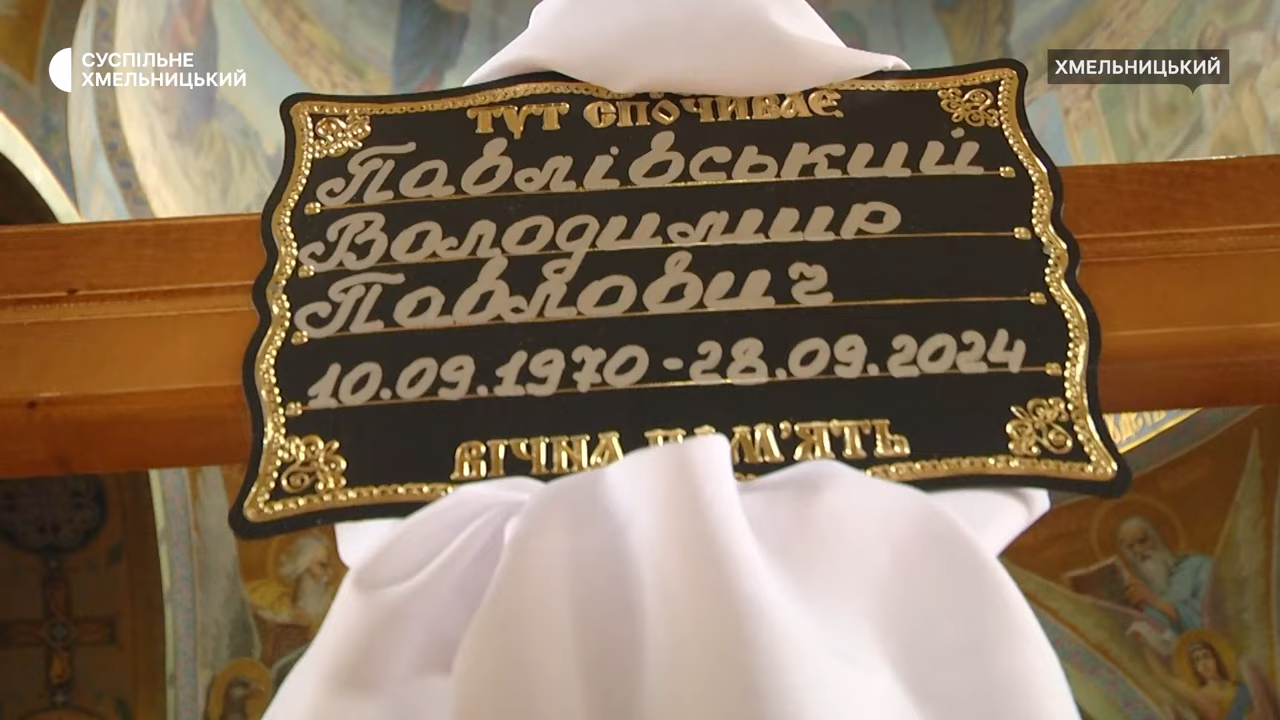 СУСПІЛЬНЕ
ХМЕЛЬНИЦЬКИЙ
ХМЕЛЬНИЦЬКИЙ
ТУТ СПОЧИВАЄ
Павлівський
Володимир
Павлович
10.09.1970-28.09.2024
ВІЧНА ПАМ'ЯТЬ